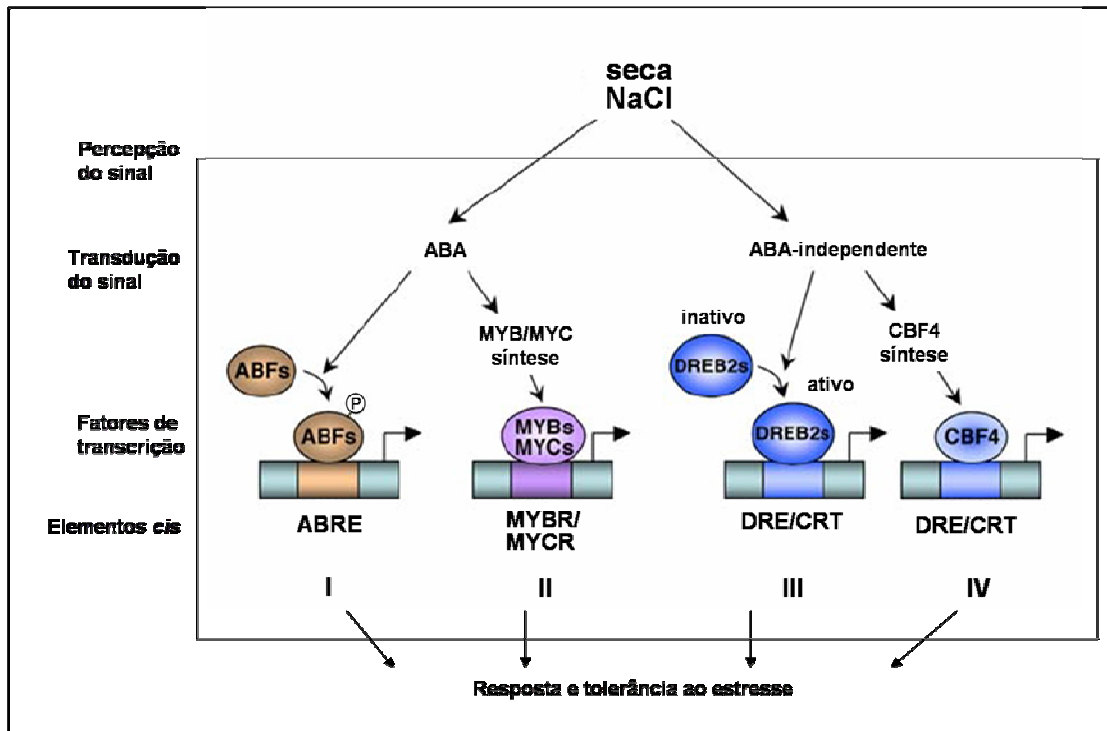 seca
NaCl
Percepção
do sinal
Transdução
do sinal
ABA
ABA-independente
MYB/MYC
síntese
inativo
CBF4
síntese
ABFs
DREB2s
ativo
P
Fatores de
transcrição
ABFs
MYBs
MYCs
DREB2s
CBF4
Elementos cis
ABRE
MYBR/
MYCR
DRE/CRT
DRE/CRT
I
II
III
IV
Resposta e tolerância ao estresse